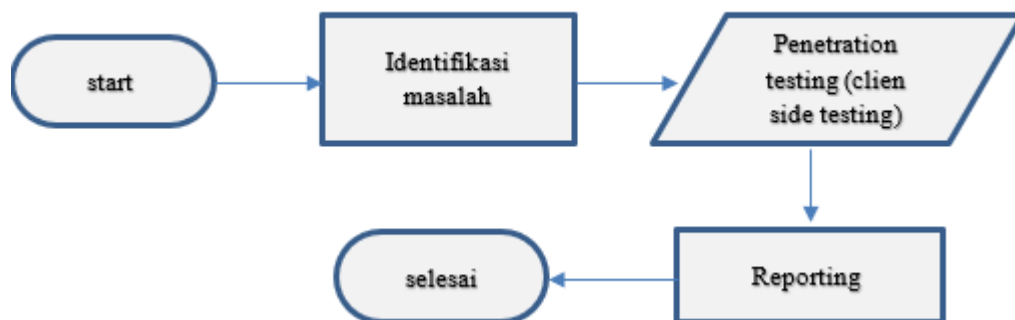 start
Identifikasi
masalah
Penetration
testing (clien
side testing)
Reporting
selesai